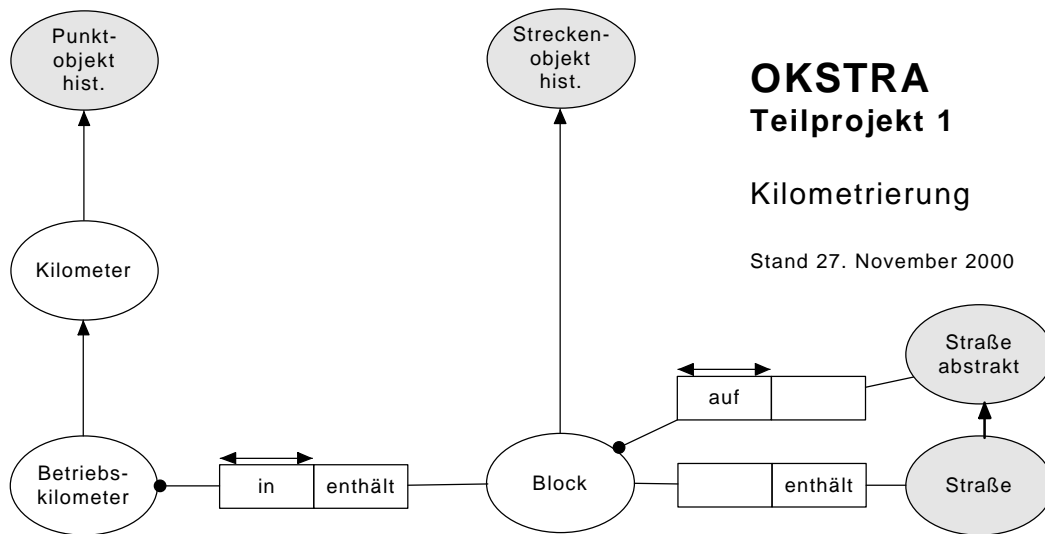 Punkt-
objekt
hist.
Strecken-
objekt
hist.
OKSTRA
Teilprojekt 1
Kilometrierung
Stand 27. November 2000
Kilometer
Straße
abstrakt
auf
Betriebs-
kilometer
in
enthält
Block
enthält
Straße